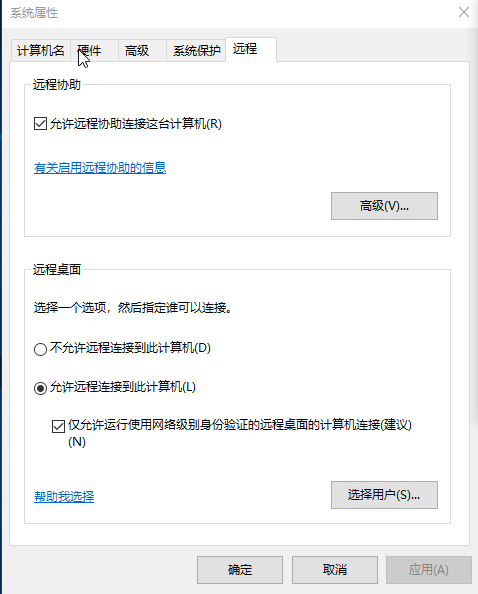 系统属性
计算机名 硬件 高级 系统保护 远程
远程协助
允许远程协助连接这台计算机(R)
有关启用远程协助的信息
高级(V)...
远程桌面
选择一个选项，然后指定谁可以连接。
不允许远程连接到此计算机(D)
允许远程连接到此计算机(L)
仅允许运行使用网络级别身份验证的远程桌面的计算机连接(建议)
(N)
帮助我选择
选择用户(S)...
确定 取消 应用(A)